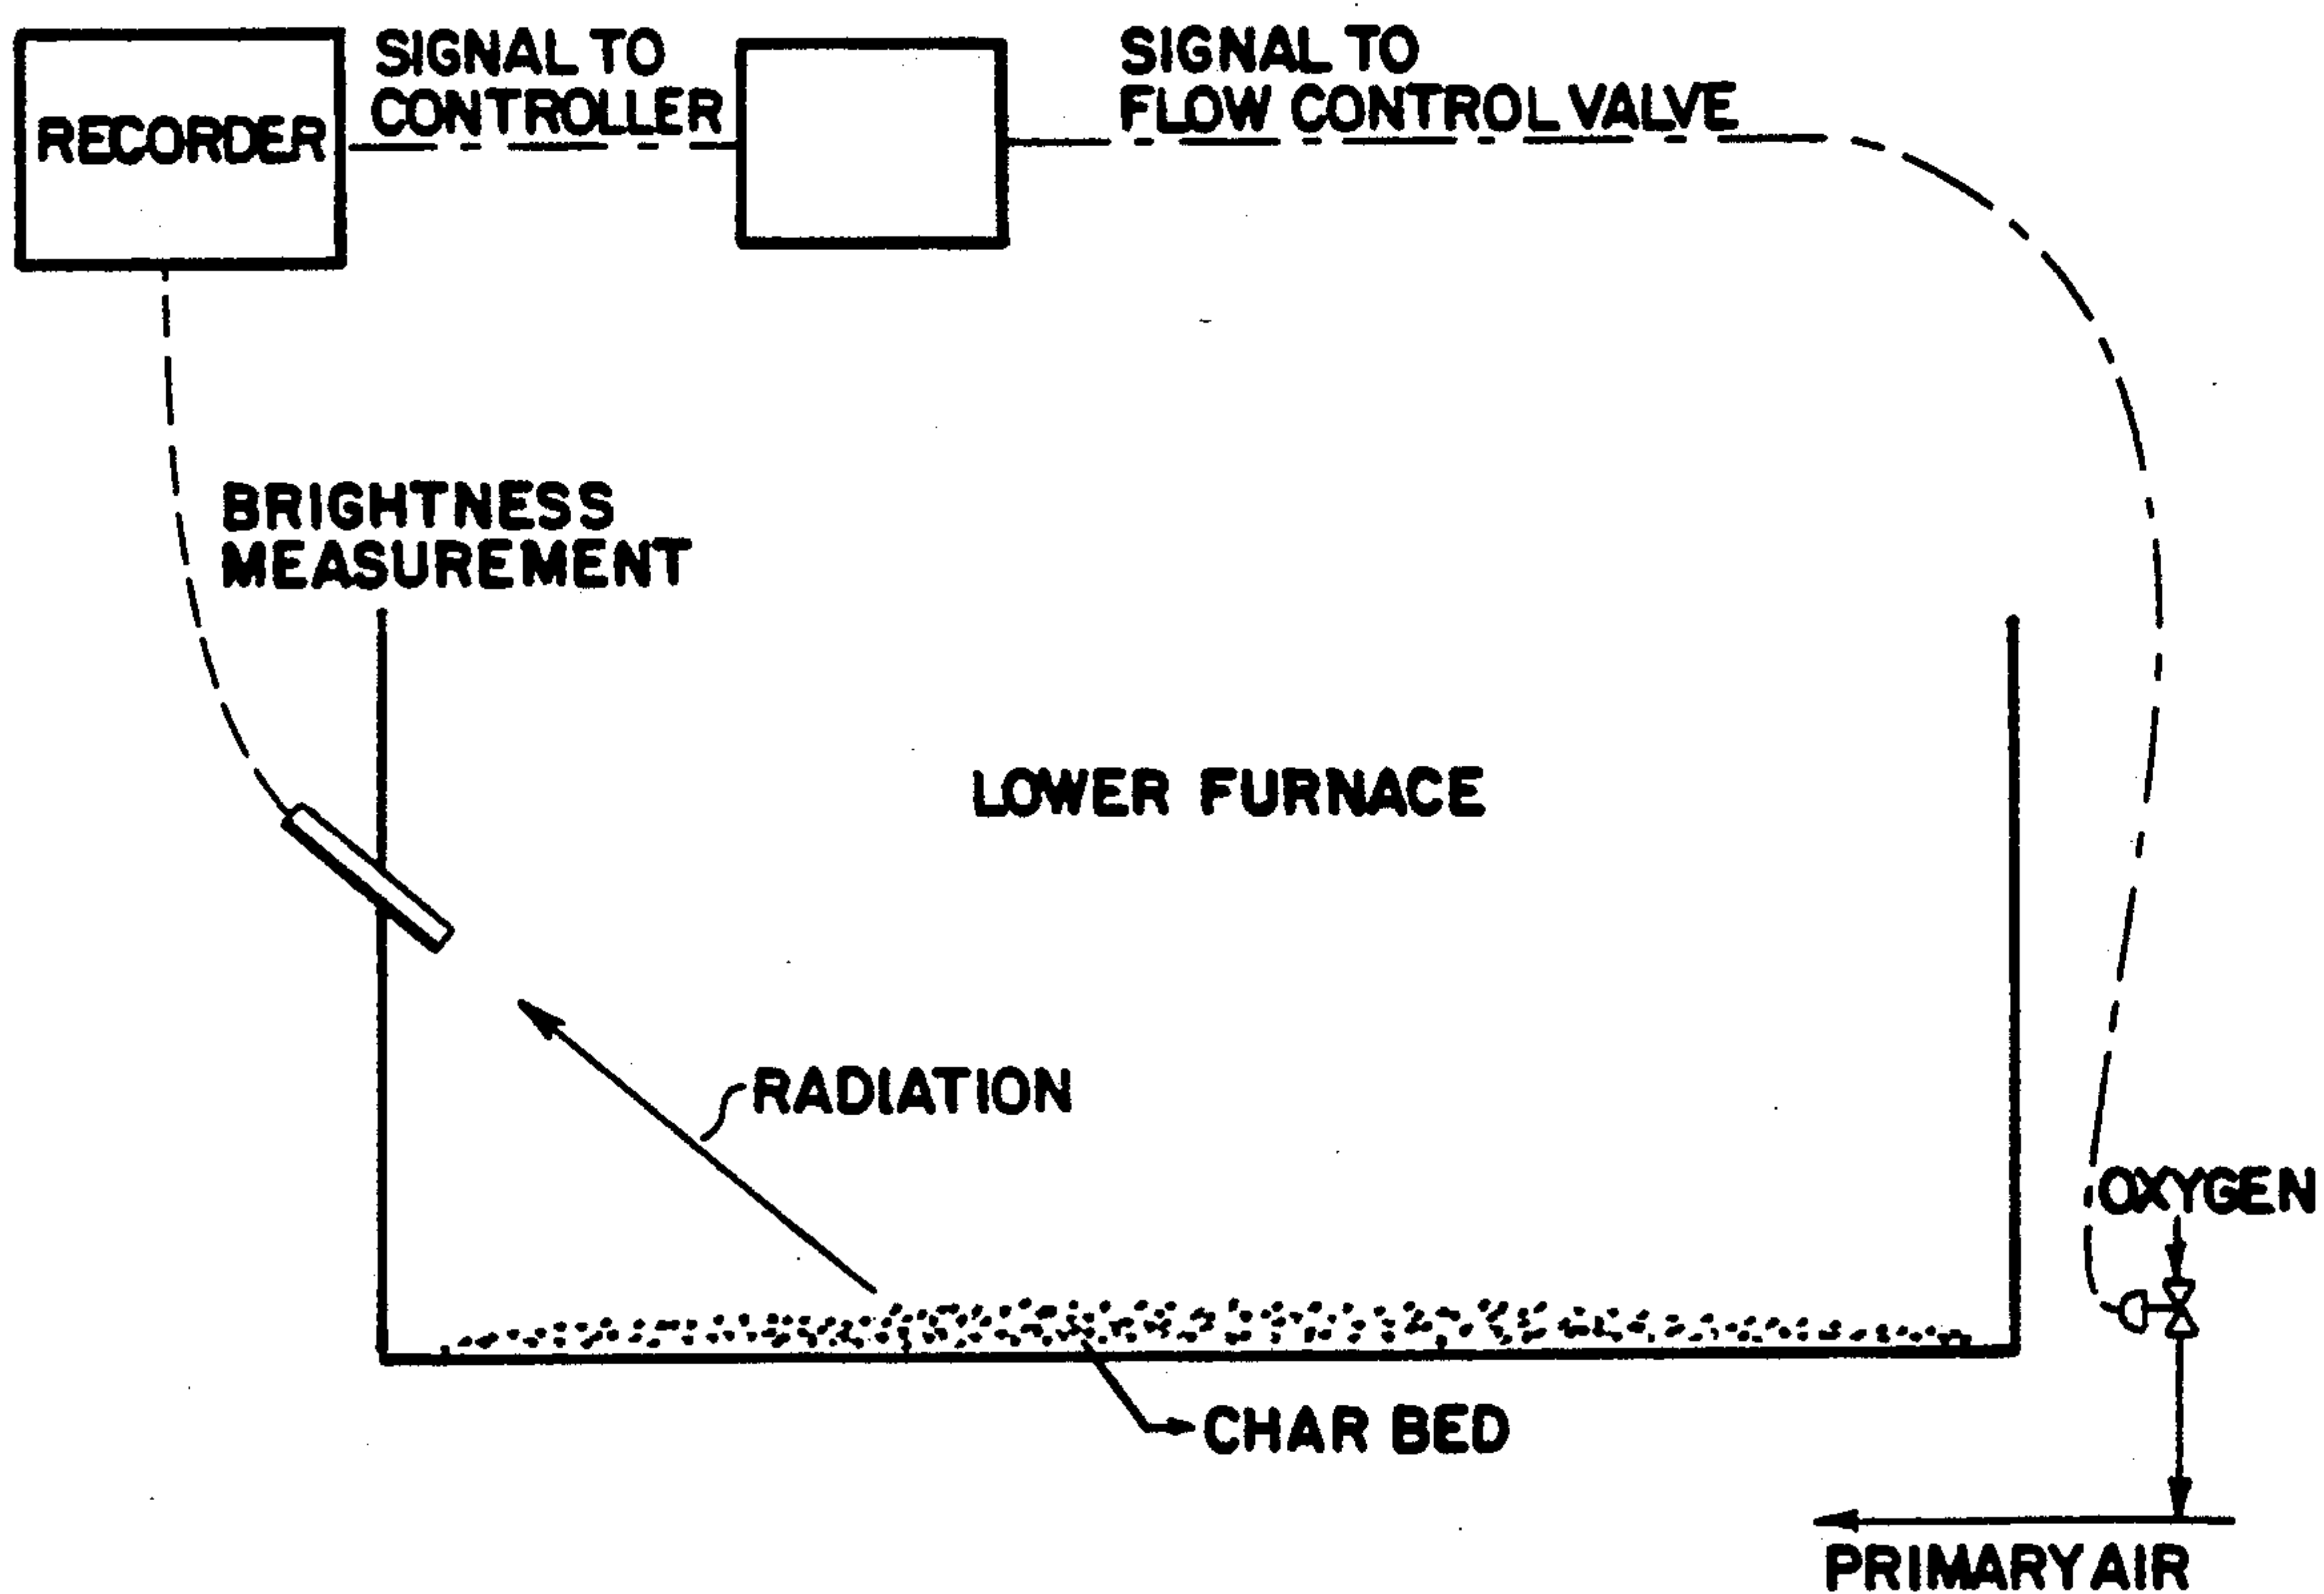 RECORDER
SIGNAL TO
CONTROLLER
SIGNAL TO
FLOW CONTROL VALVE
BRIGHTNESS
MEASUREMENT
LOWER FURNACE
RADIATION
OXYGEN
CHAR BED
PRIMARY AIR